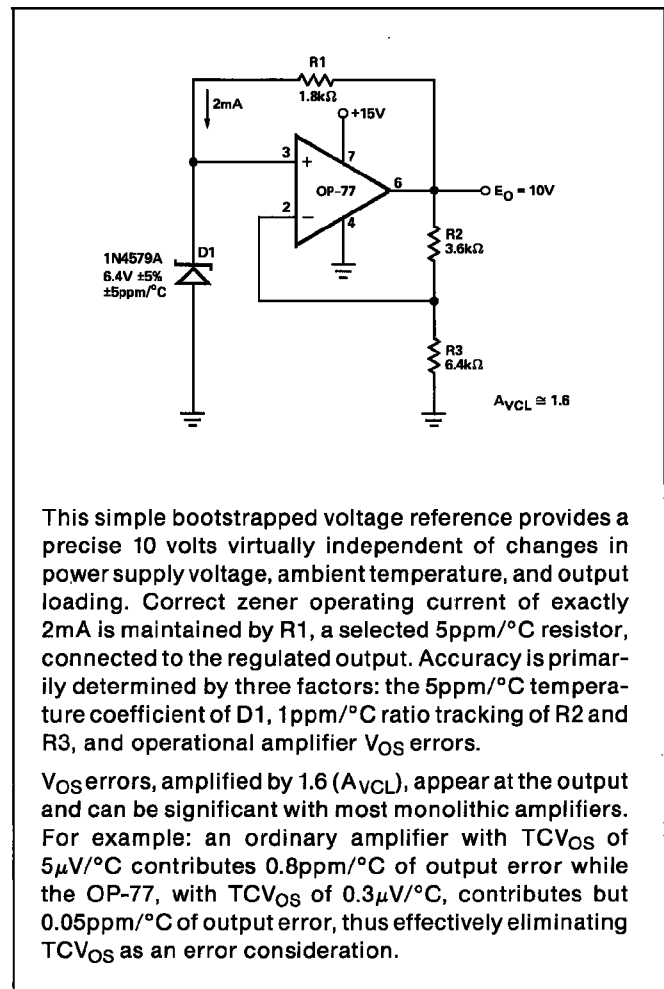 R1
1.8kΩ
2mA
+15V
3
+
7
OP-77
6
E_O = 10V
2
−
4
1N4579A D1
6.4V ±5%
±5ppm/°C
R2
3.6kΩ
R3
6.4kΩ
A_VCL ≅ 1.6
This simple bootstrapped voltage reference provides a
precise 10 volts virtually independent of changes in
power supply voltage, ambient temperature, and output
loading. Correct zener operating current of exactly
2mA is maintained by R1, a selected 5ppm/°C resistor,
connected to the regulated output. Accuracy is primar-
ily determined by three factors: the 5ppm/°C tempera-
ture coefficient of D1, 1ppm/°C ratio tracking of R2 and
R3, and operational amplifier V_OS errors.
V_OS errors, amplified by 1.6 (A_VCL), appear at the output
and can be significant with most monolithic amplifiers.
For example: an ordinary amplifier with TCV_OS of
5μV/°C contributes 0.8ppm/°C of output error while
the OP-77, with TCV_OS of 0.3μV/°C, contributes but
0.05ppm/°C of output error, thus effectively eliminating
TCV_OS as an error consideration.